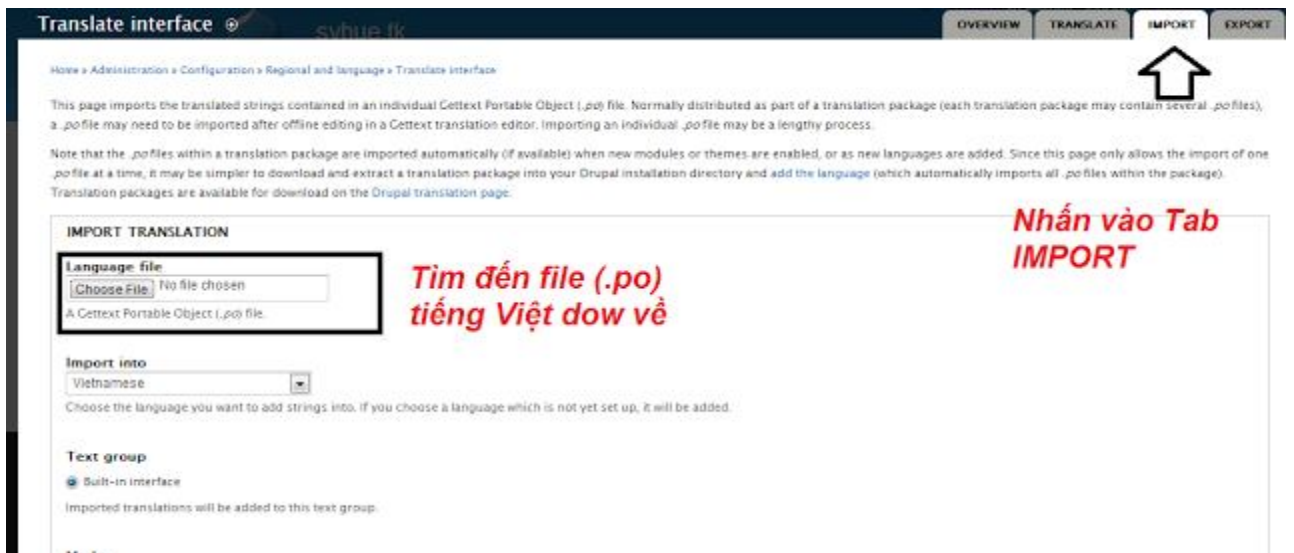 Translate interface
svhue.tk
OVERVIEW TRANSLATE IMPORT EXPORT
Home » Administration » Configuration » Regional and language » Translate interface
This page imports the translated strings contained in an individual Gettext Portable Object (.po) file. Normally distributed as part of a translation package (each translation package may contain several .po files),
a .po file may need to be imported after offline editing in a Gettext translation editor. Importing an individual .po file may be a lengthy process.
Note that the .po files within a translation package are imported automatically (if available) when new modules or themes are enabled, or as new languages are added. Since this page only allows the import of one
.po file at a time, it may be simpler to download and extract a translation package into your Drupal installation directory and add the language (which automatically imports all .po files within the package).
Translation packages are available for download on the Drupal translation page.
IMPORT TRANSLATION
Nhấn vào Tab
IMPORT
Language file
Choose File No file chosen
A Gettext Portable Object (.po) file.
Tìm đến file (.po)
tiếng Việt dow về
Import into
Vietnamese
Choose the language you want to add strings into. If you choose a language which is not yet set up, it will be added.
Text group
Built-in interface
Imported translations will be added to this text group.